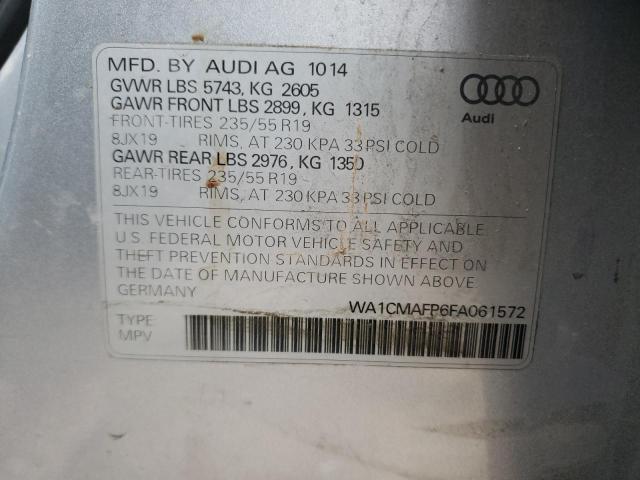 MFD. BY AUDI AG 1014
GVWR LBS 5743, KG 2605
GAWR FRONT LBS 2899, KG 1315
FRONT-TIRES 235/55 R19
8JX19 RIMS, AT 230 KPA 33 PSI COLD
GAWR REAR LBS 2976, KG 1350
REAR-TIRES 235/55 R19
8JX19 RIMS, AT 230 KPA 33 PSI COLD
Audi
THIS VEHICLE CONFORMS TO ALL APPLICABLE
U.S. FEDERAL MOTOR VEHICLE SAFETY AND
THEFT PREVENTION STANDARDS IN EFFECT ON
THE DATE OF MANUFACTURE SHOWN ABOVE.
GERMANY
WA1CMAFP6FA061572
TYPE:
MPV